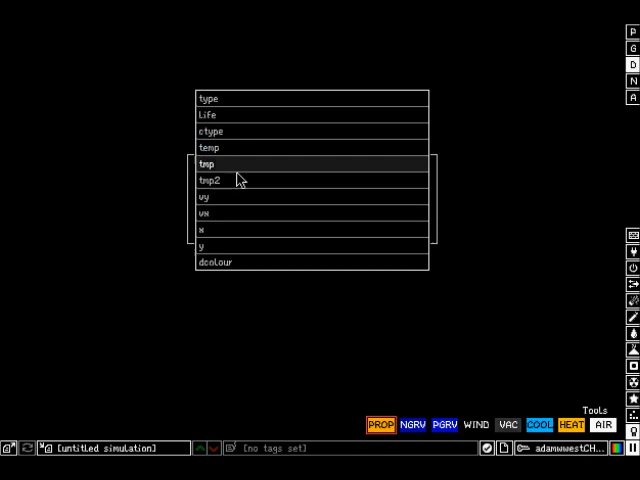 P
G
D
N
A
type
Life
ctype
temp
tmp
tmp2
vy
vx
x
y
dcolour
Tools
PROP NGRV PGRV WIND VAC COOL HEAT AIR
[untitled simulation] [no tags set] adamwwestCH...